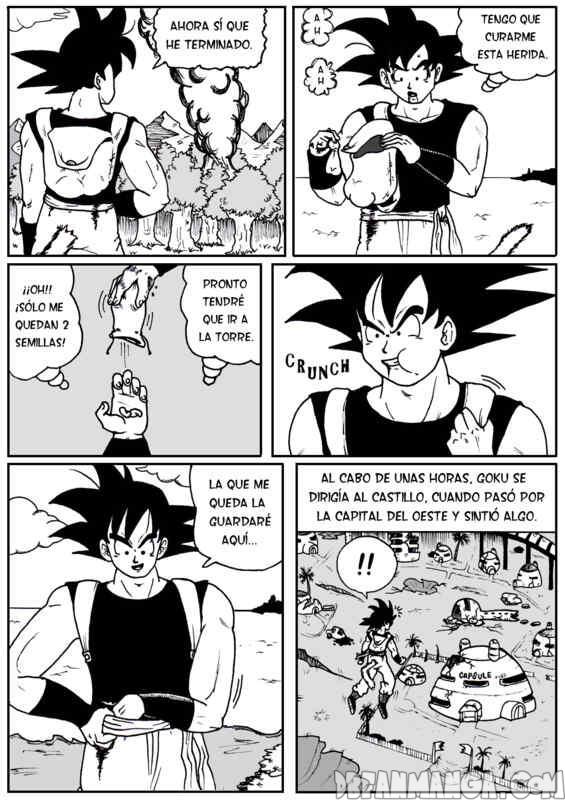 AHORA SÍ QUE
HE TERMINADO.
AH
AH
TENGO QUE
CURARME
ESTA HERIDA.
¡¡OH!!
¡SÓLO ME
QUEDAN 2
SEMILLAS!
PRONTO
TENDRÉ
QUE IR A
LA TORRE.
CRUNCH
LA QUE ME
QUEDA LA
GUARDARÉ
AQUÍ...
AL CABO DE UNAS HORAS, GOKU SE
DIRIGÍA AL CASTILLO, CUANDO PASÓ POR
LA CAPITAL DEL OESTE Y SINTIÓ ALGO.
!!
CAPSULE
DBZANMANGA.COM